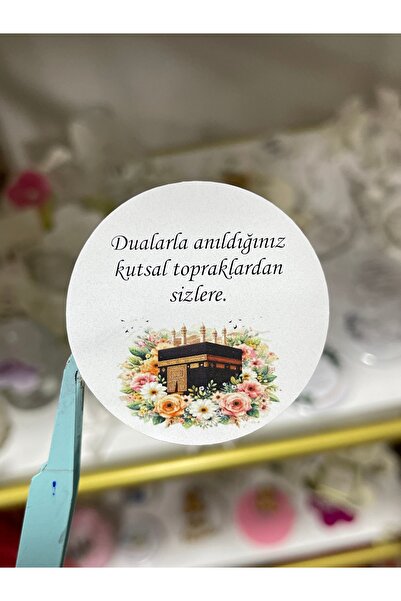 Dualarla anıldığınız
kutsal topraklardan
sizlere.